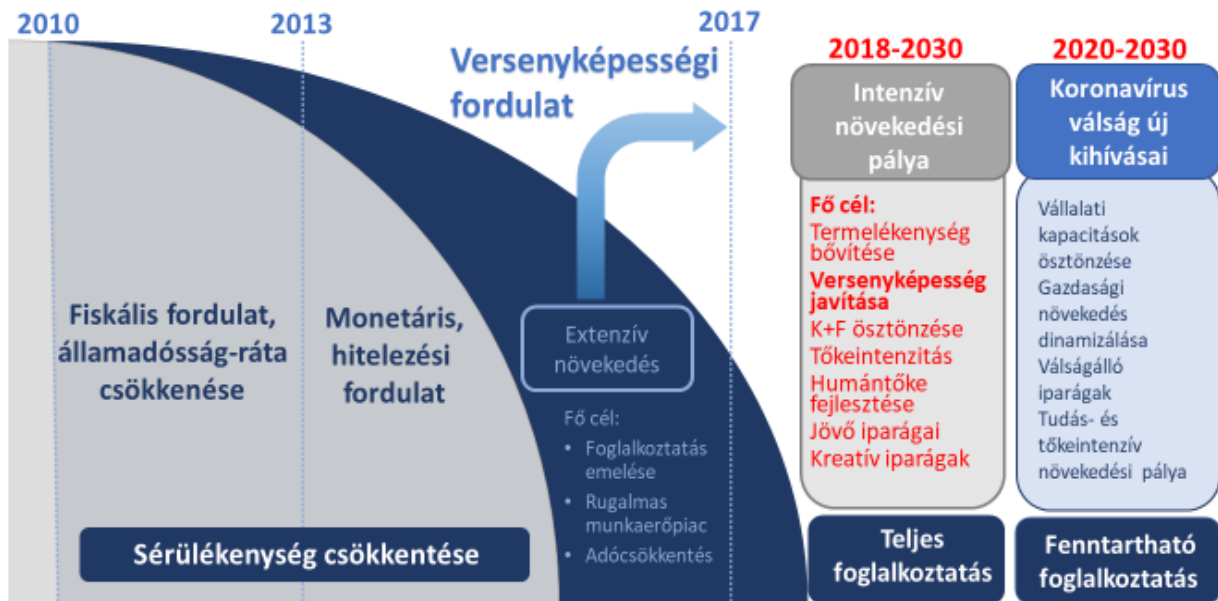 2010
2013
2017
Versenyképességi
fordulat
Fiskális fordulat,
államadósság-ráta
csökkenése
Monetáris,
hitelezési
fordulat
Extenzív
növekedés
Fő cél:
• Foglalkoztatás
emelése
• Rugalmas
munkaerőpiac
• Adócsökkentés
Sérülékenység csökkentése
2018-2030
Intenzív
növekedési
pálya
Fő cél:
Termelékenység
bővítése
Versenyképesség
javítása
K+F ösztönzése
Tőkeintenzitás
Humántőke
fejlesztése
Jövő iparágai
Kreatív iparágak
Teljes
foglalkoztatás
2020-2030
Koronavírus
válság új
kihívásai
Vállalati
kapacitások
ösztönzése
Gazdasági
növekedés
dinamizálása
Válságálló
iparágak
Tudás- és
tőkeintenzív
növekedési pálya
Fenntartható
foglalkoztatás